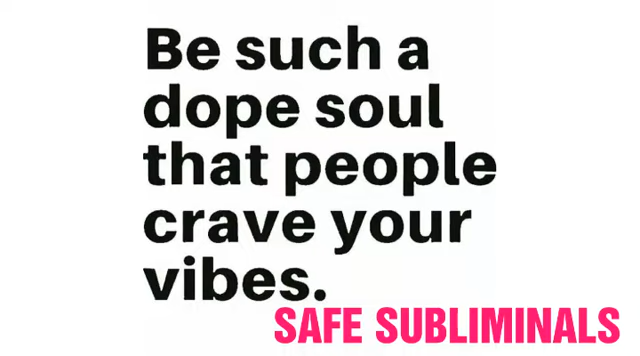 Be such a
dope soul
that people
crave your
vibes.
SAFE SUBLIMINALS